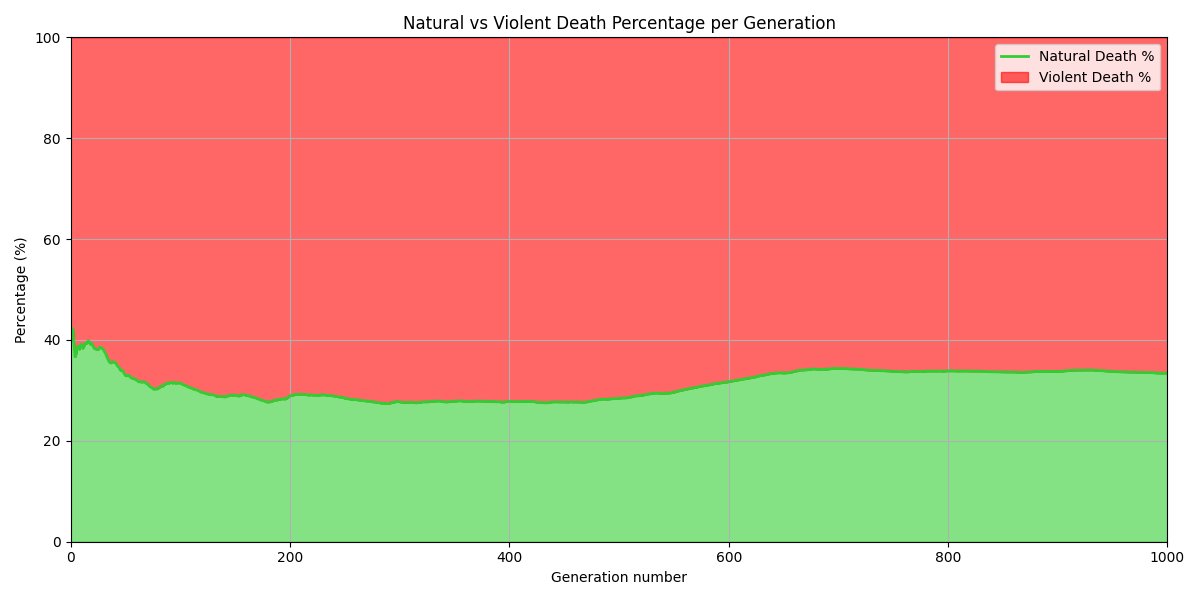 Natural vs Violent Death Percentage per Generation
Natural Death %
Violent Death %
Percentage (%)
100
80
60
40
20
0
0 200 400 600 800 1000
Generation number